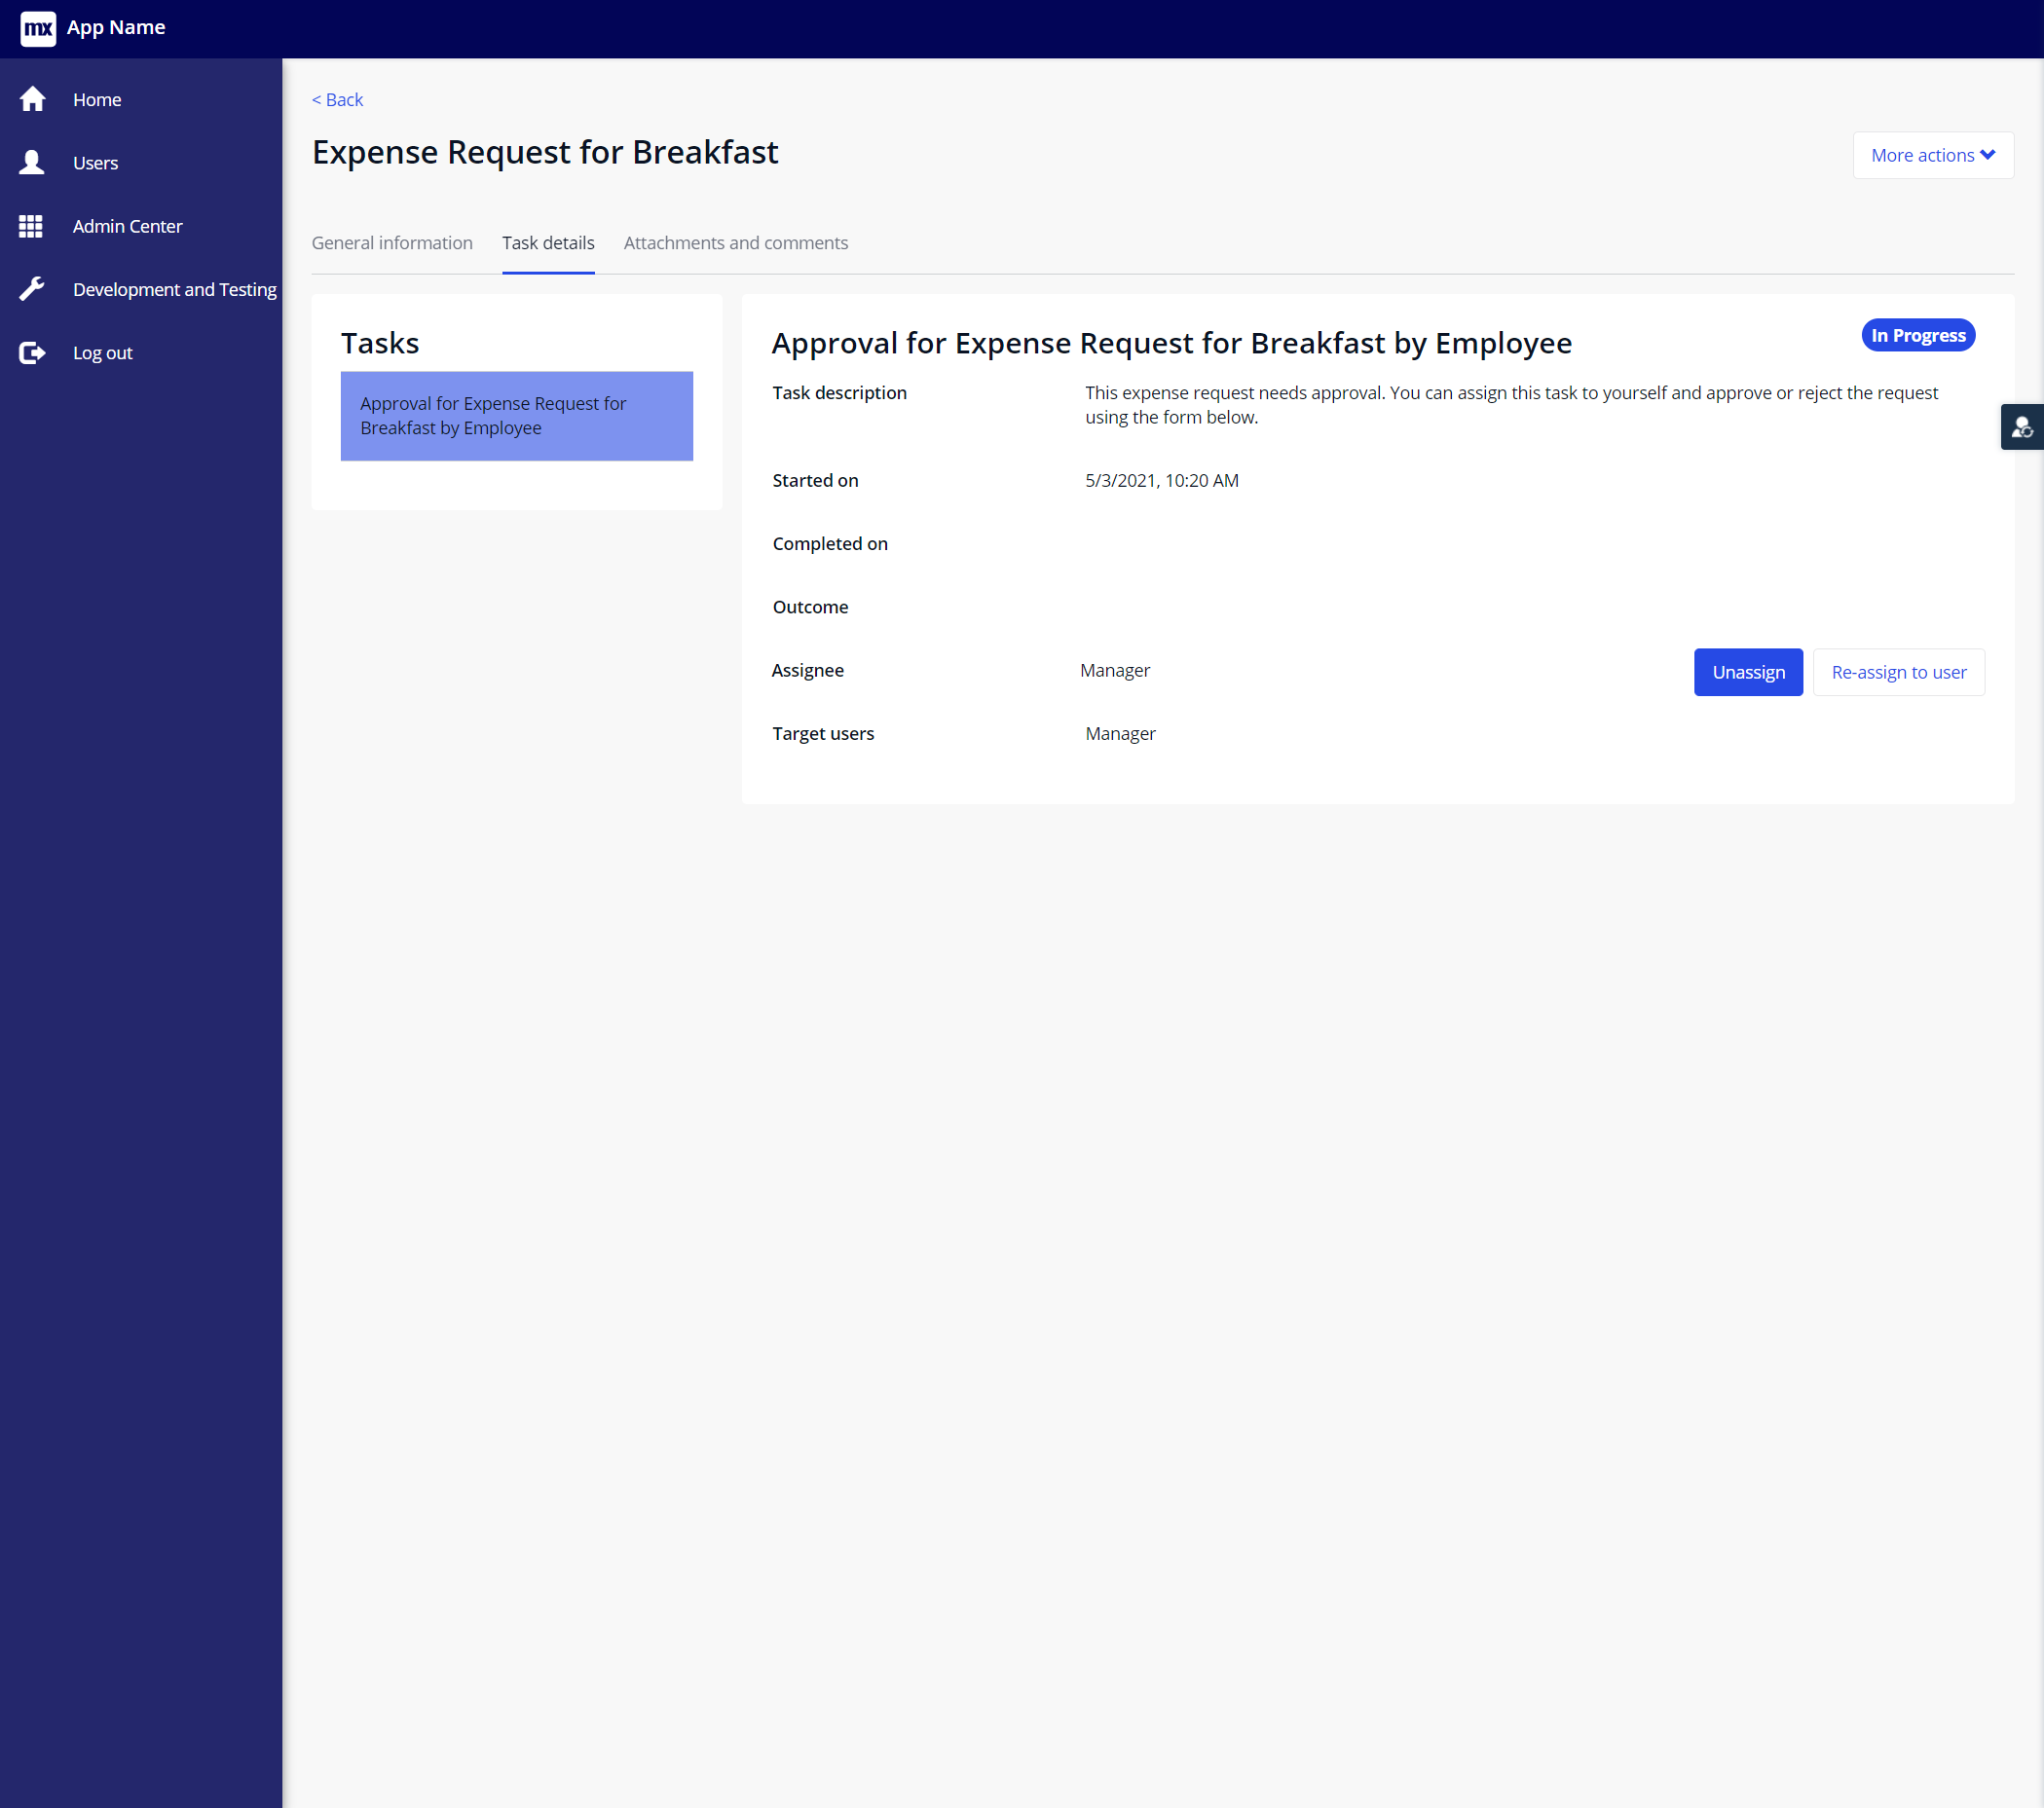 mx App Name
Home
Users
Admin Center
Development and Testing
Log out
< Back
Expense Request for Breakfast
More actions
General information Task details Attachments and comments
Tasks
Approval for Expense Request for
Breakfast by Employee
Approval for Expense Request for Breakfast by Employee
In Progress
Task description This expense request needs approval. You can assign this task to yourself and approve or reject the request
using the form below.
Started on 5/3/2021, 10:20 AM
Completed on
Outcome
Assignee Manager Unassign Re-assign to user
Target users Manager